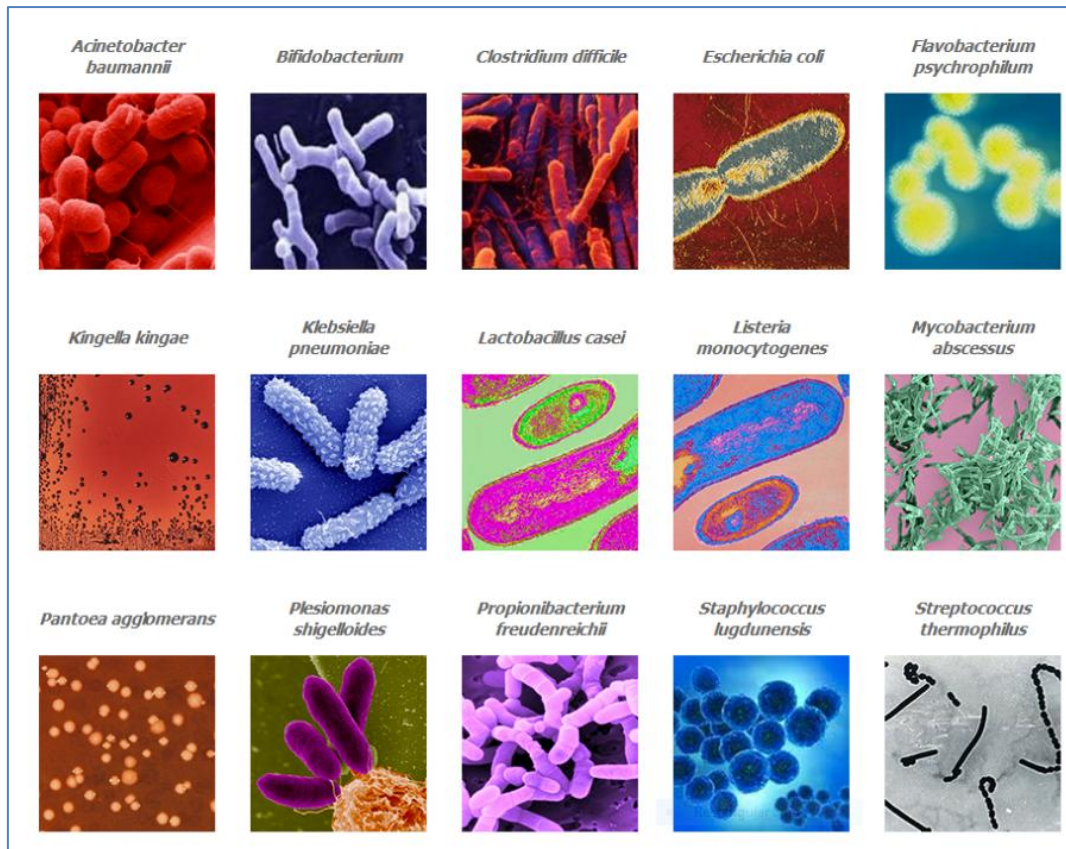 Acinetobacter
baumannii
Bifidobacterium
Clostridium difficile
Escherichia coli
Flavobacterium
psychrophilum
Kingella kingae
Klebsiella
pneumoniae
Lactobacillus casei
Listeria
monocytogenes
Mycobacterium
abscessus
Pantoea agglomerans
Plesiomonas
shigelloides
Propionibacterium
freudenreichii
Staphylococcus
lugdunensis
Streptococcus
thermophilus